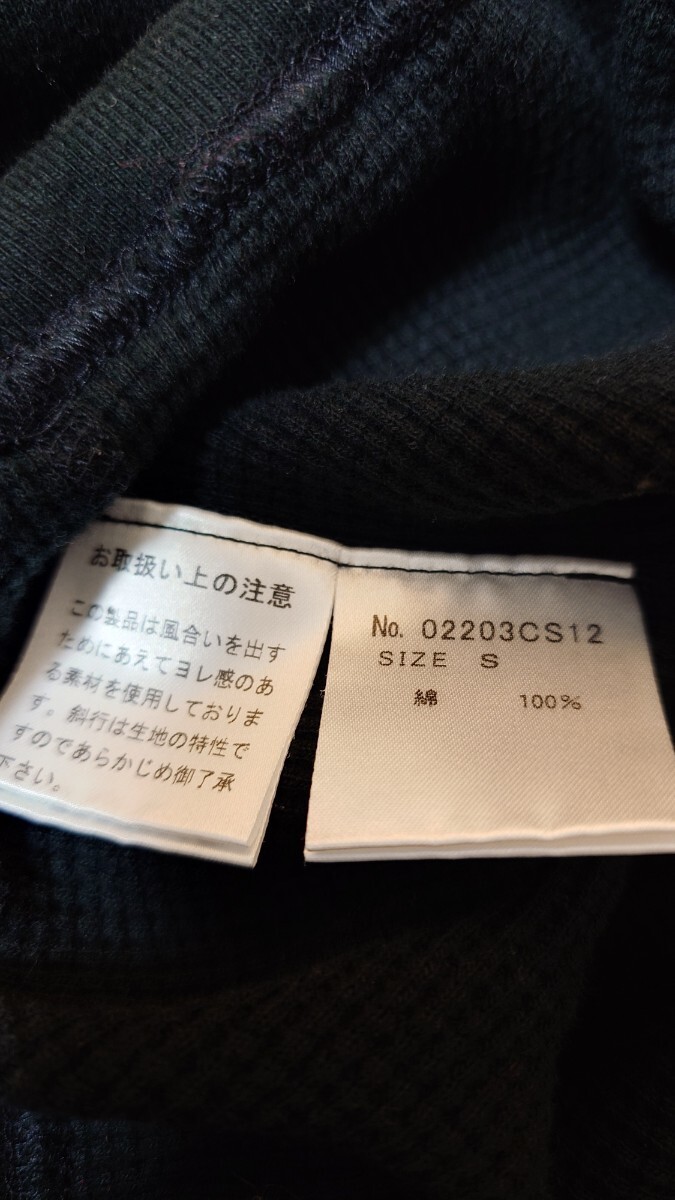 お取扱い上の注意
この製品は風合いを出す
ためにあえてヨレ感のあ
る素材を使用しておりま
す。斜行は生地の特性で
すのであらかじめ御了承
下さい。
No. 02203CS12
SIZE S
綿 100%